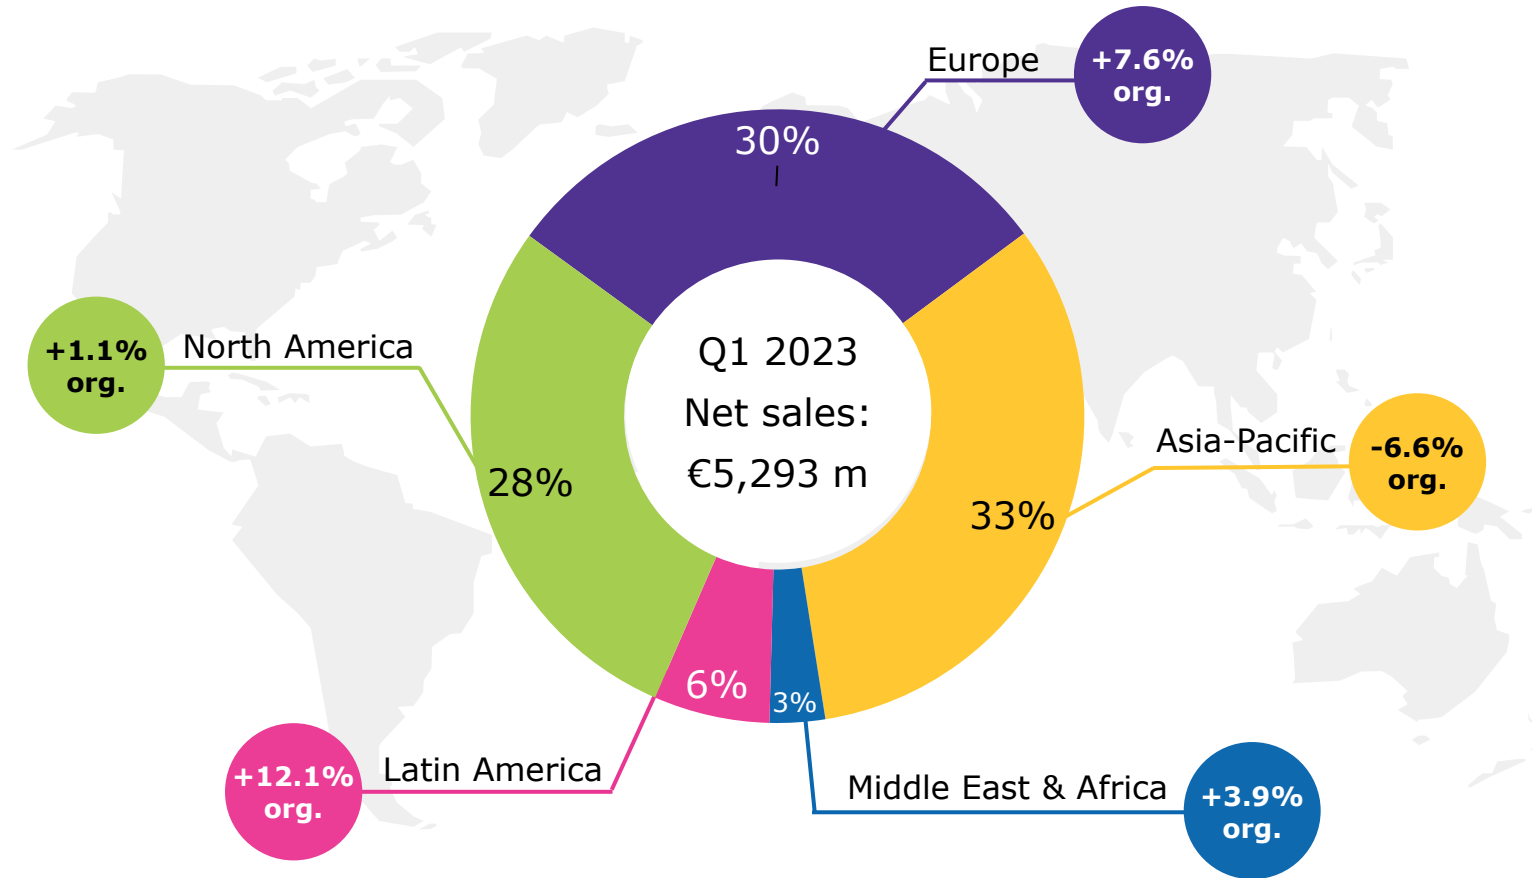 Europe
+7.6%
org.
30%
+1.1%
org.
North America
Q1 2023
Net sales:
€5,293 m
28%
Asia-Pacific
-6.6%
org.
33%
6%
3%
+12.1%
org.
Latin America
Middle East & Africa
+3.9%
org.